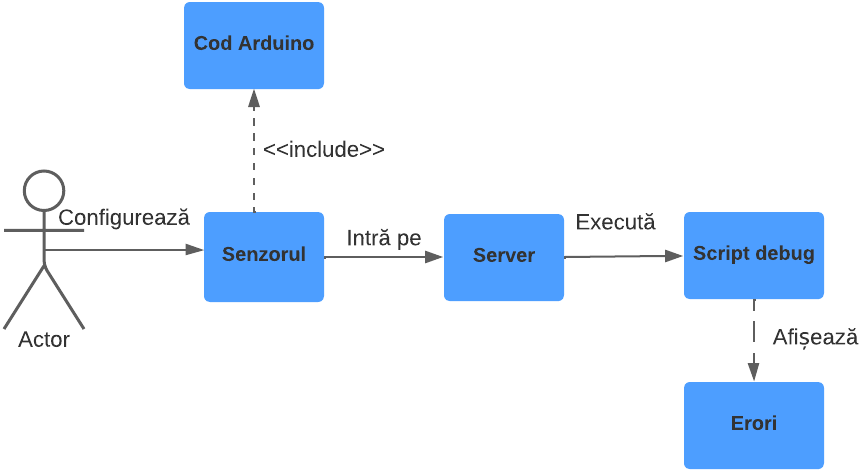 Cod Arduino
<<include>>
Configurează
Senzorul
Intră pe
Server
Execută
Script debug
Actor
Afișează
Erori